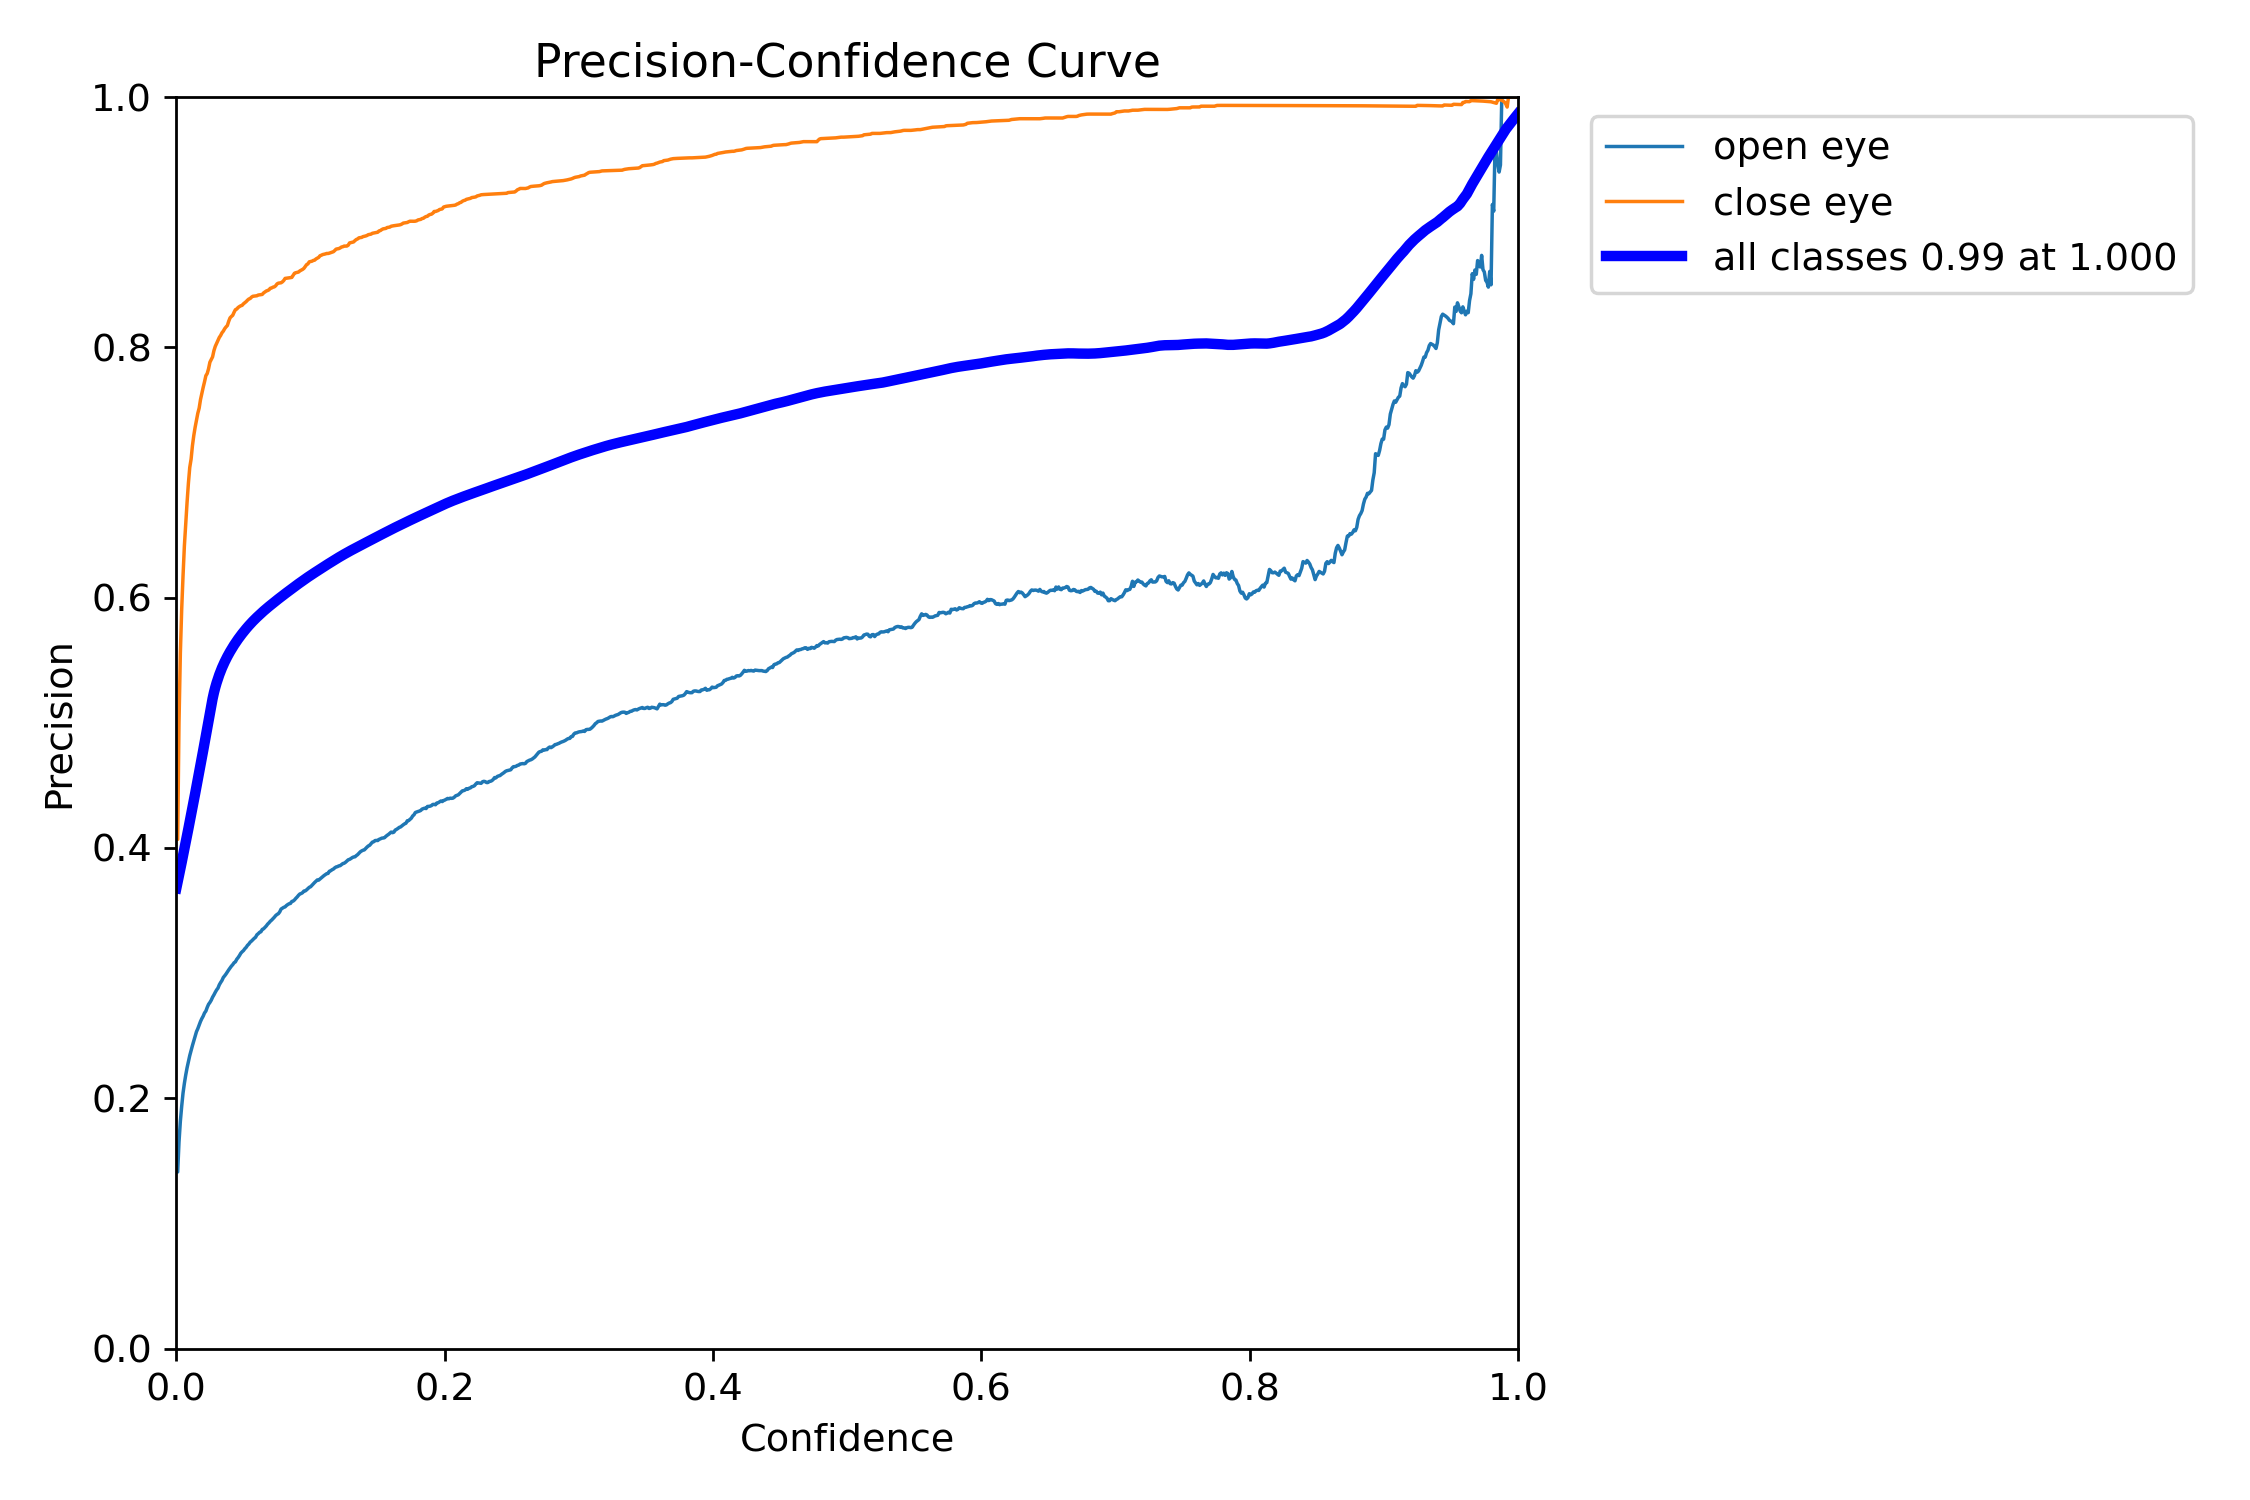 Precision-Confidence Curve
1.0
0.8
0.6
0.4
0.2
0.0
Precision
0.0 0.2 0.4 0.6 0.8 1.0
Confidence
open eye
close eye
all classes 0.99 at 1.000